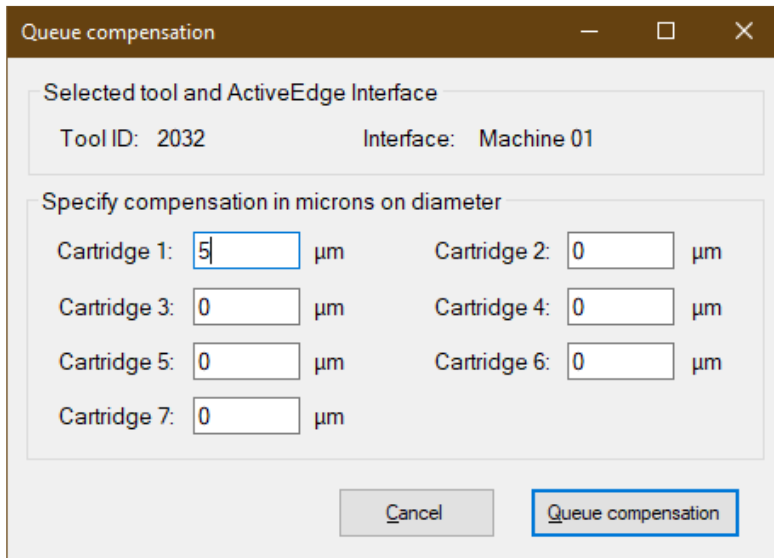 Queue compensation
Selected tool and ActiveEdge Interface
Tool ID: 2032 Interface: Machine 01
Specify compensation in microns on diameter
Cartridge 1: 5 µm Cartridge 2: 0 µm
Cartridge 3: 0 µm Cartridge 4: 0 µm
Cartridge 5: 0 µm Cartridge 6: 0 µm
Cartridge 7: 0 µm
Cancel Queue compensation